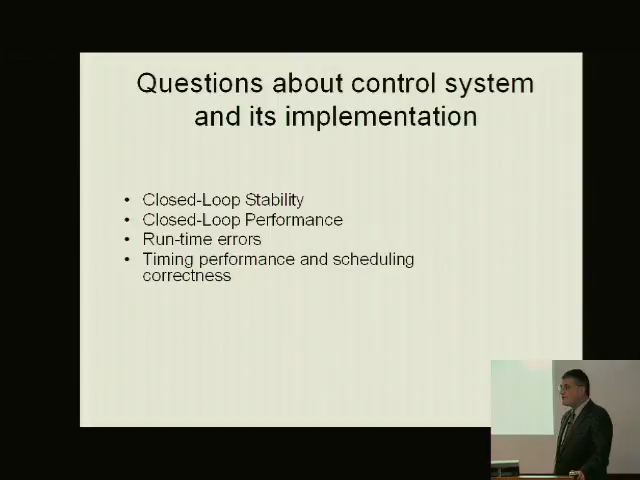 Questions about control system
and its implementation
• Closed-Loop Stability
• Closed-Loop Performance
• Run-time errors
• Timing performance and scheduling
correctness